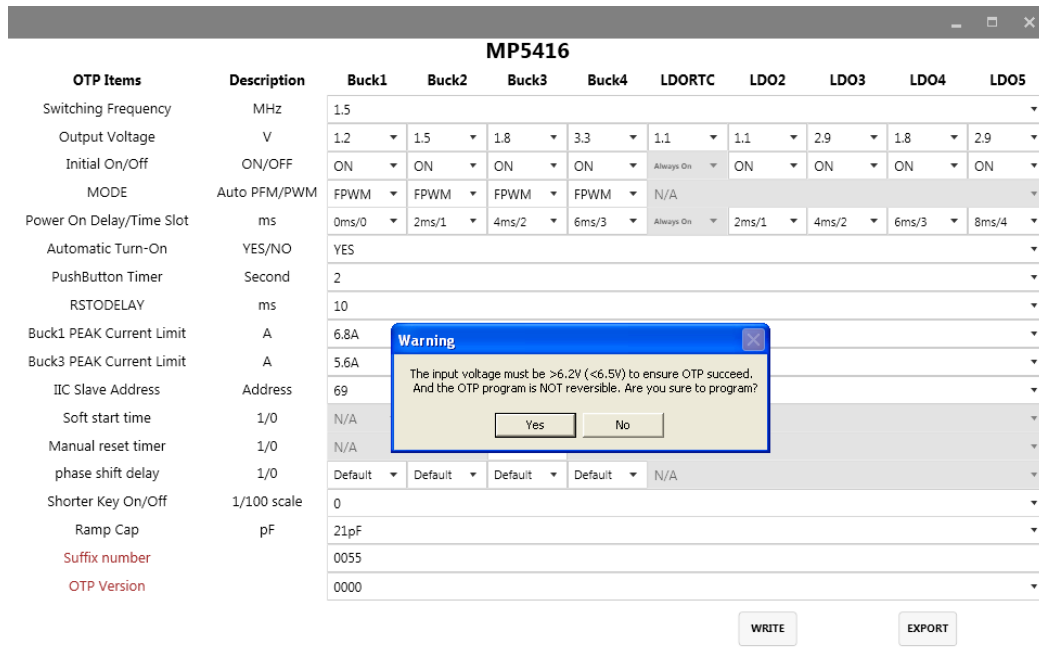 MP5416
OTP Items Description Buck1 Buck2 Buck3 Buck4 LDORTC LDO2 LDO3 LDO4 LDO5
Switching Frequency MHz 1.5
Output Voltage V 1.2 1.5 1.8 3.3 1.1 1.1 2.9 1.8 2.9
Initial On/Off ON/OFF ON ON ON ON Always On ON ON ON ON
MODE Auto PFM/PWM FPWM FPWM FPWM FPWM N/A
Power On Delay/Time Slot ms 0ms/0 2ms/1 4ms/2 6ms/3 Always On 2ms/1 4ms/2 6ms/3 8ms/4
Automatic Turn-On YES/NO YES
PushButton Timer Second 2
RSTODELAY ms 10
Buck1 PEAK Current Limit A 6.8A
Buck3 PEAK Current Limit A 5.6A
IIC Slave Address Address 69
Soft start time 1/0 N/A
Manual reset timer 1/0 N/A
phase shift delay 1/0 Default Default Default Default N/A
Shorter Key On/Off 1/100 scale 0
Ramp Cap pF 21pF
Suffix number 0055
OTP Version 0000
WRITE EXPORT
Warning
The input voltage must be >6.2V (<6.5V) to ensure OTP succeed.
And the OTP program is NOT reversible. Are you sure to program?
Yes No